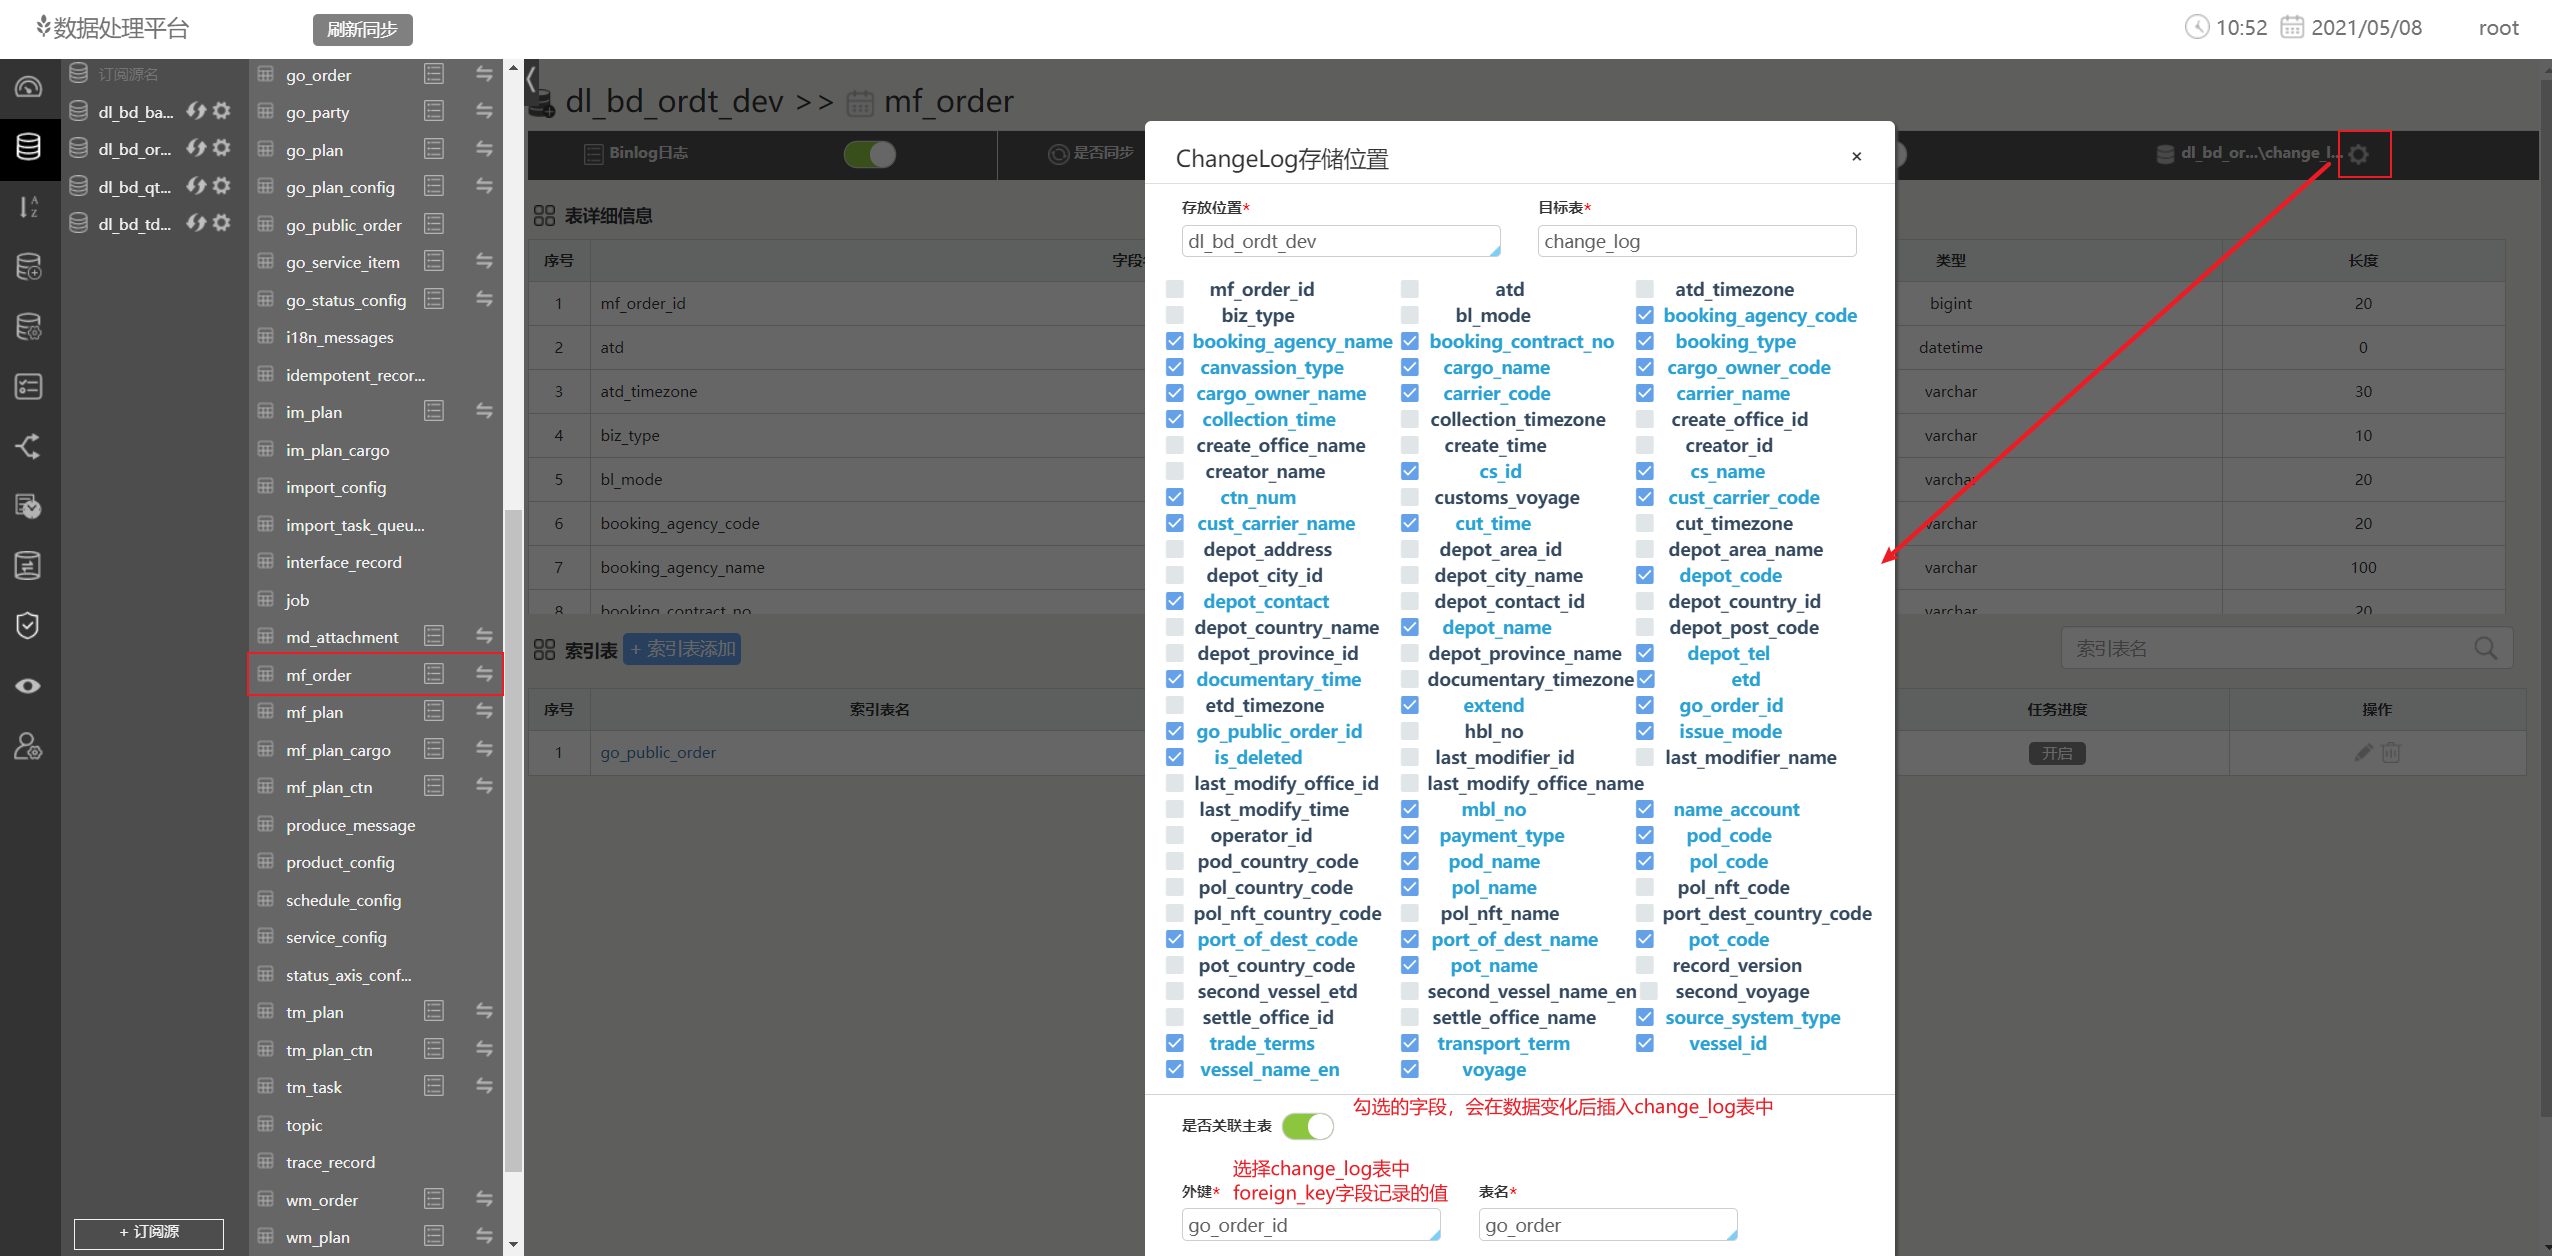 数据处理平台
刷新同步
10:52
2021/05/08
root
订阅源名
dl_bd_ba...
dl_bd_or...
dl_bd_qt...
dl_bd_td...
+ 订阅源
go_order
go_party
go_plan
go_plan_config
go_public_order
go_service_item
go_status_config
i18n_messages
idempotent_recor...
im_plan
im_plan_cargo
import_config
import_task_queu...
interface_record
job
md_attachment
mf_order
mf_plan
mf_plan_cargo
mf_plan_ctn
produce_message
product_config
schedule_config
service_config
status_axis_conf...
tm_plan
tm_plan_ctn
tm_task
topic
trace_record
wm_order
wm_plan
dl_bd_ordt_dev >> mf_order
Binlog日志
是否同步
dl_bd_or...\change_l...
表详细信息
序号 类型 长度
1 mf_order_id bigint 20
2 atd datetime 0
3 atd_timezone varchar 30
4 biz_type varchar 10
5 bl_mode varchar 20
6 booking_agency_code varchar 20
7 booking_agency_name varchar 100
8 booking_contract_no varchar 20
索引表 + 索引表添加
索引表名
序号 索引表名 任务进度 操作
1 go_public_order 开启
ChangeLog存储位置 ×
存放位置* 目标表*
dl_bd_ordt_dev change_log
mf_order_id atd atd_timezone
biz_type bl_mode booking_agency_code
booking_agency_name booking_contract_no booking_type
canvassion_type cargo_name cargo_owner_code
cargo_owner_name carrier_code carrier_name
collection_time collection_timezone create_office_id
create_office_name create_time creator_id
creator_name cs_id cs_name
ctn_num customs_voyage cust_carrier_code
cust_carrier_name cut_time cut_timezone
depot_address depot_area_id depot_area_name
depot_city_id depot_city_name depot_code
depot_contact depot_contact_id depot_country_id
depot_country_name depot_name depot_post_code
depot_province_id depot_province_name depot_tel
documentary_time documentary_timezone etd
etd_timezone extend go_order_id
go_public_order_id hbl_no issue_mode
is_deleted last_modifier_id last_modifier_name
last_modify_office_id last_modify_office_name
last_modify_time mbl_no name_account
operator_id payment_type pod_code
pod_country_code pod_name pol_code
pol_country_code pol_name pol_nft_code
pol_nft_country_code pol_nft_name port_dest_country_code
port_of_dest_code port_of_dest_name pot_code
pot_country_code pot_name record_version
second_vessel_etd second_vessel_name_en second_voyage
settle_office_id settle_office_name source_system_type
trade_terms transport_term vessel_id
vessel_name_en voyage
勾选的字段，会在数据变化后插入change_log表中
是否关联主表
选择change_log表中
foreign_key字段记录的值
外键* 表名*
go_order_id go_order